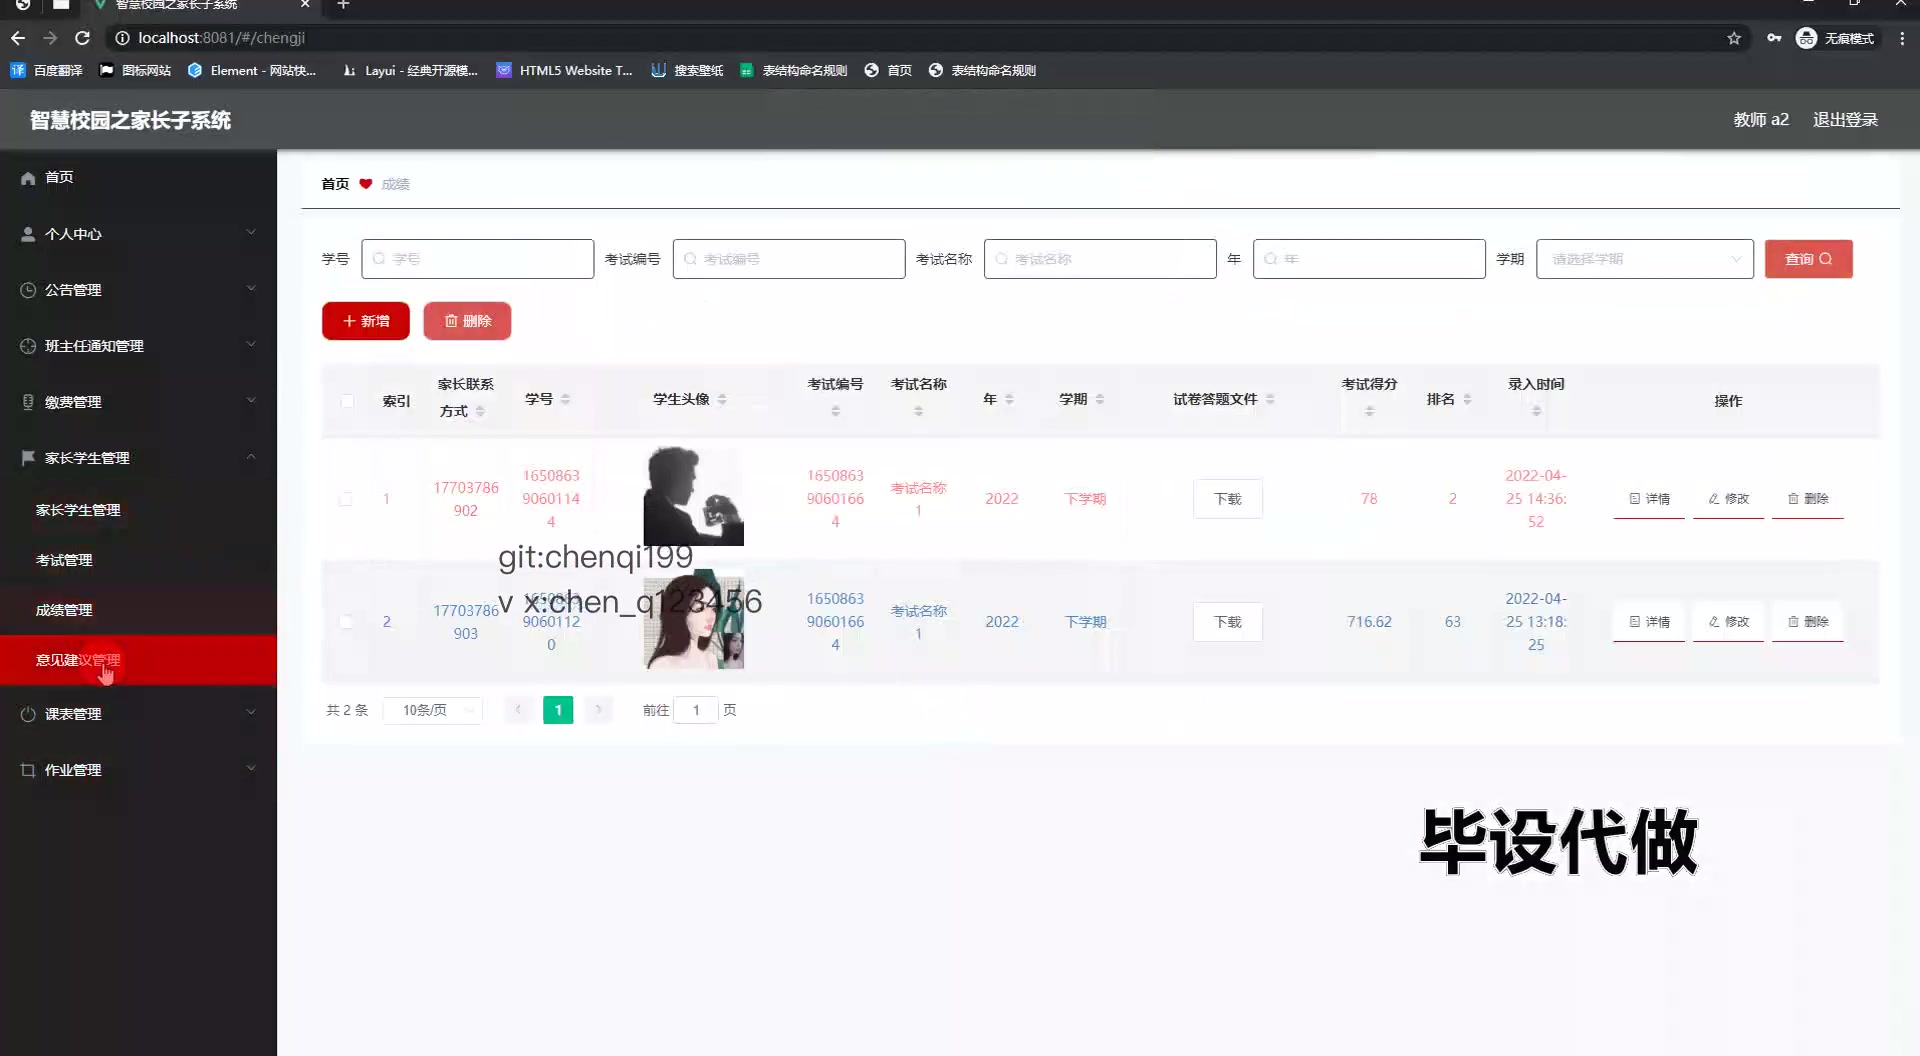 智慧校园之家长子系统
localhost:8081/#/chengji
无痕模式
百度翻译
图标网站
Element - 网站快...
Layui - 经典开源模...
HTML5 Website T...
搜索壁纸
表结构命名规则
首页
表结构命名规则
智慧校园之家长子系统
教师 a2
退出登录
首页
个人中心
公告管理
班主任通知管理
缴费管理
家长学生管理
家长学生管理
考试管理
成绩管理
意见建议管理
课表管理
作业管理
首页 成绩
学号 学号
考试编号 考试编号
考试名称 考试名称
年 年
学期 请选择学期
查询
新增
删除
索引
家长联系
方式
学号
学生头像
考试编号
考试名称
年
学期
试卷答题文件
考试得分
排名
录入时间
操作
1
17703786
902
1650863
9060114
4
1650863
9060166
4
考试名称
1
2022
下学期
下载
78
2
2022-04-
25 14:36:
52
详情
修改
删除
git:chenqi199
v x:chen_q123456
2
17703786
903
1650863
9060112
0
1650863
9060166
4
考试名称
1
2022
下学期
下载
716.62
63
2022-04-
25 13:18:
25
详情
修改
删除
共 2 条
10条/页
1
前往 1 页
毕设代做